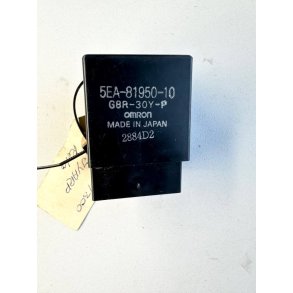 5EA-81950-10
G8R-30Y-P
OMRON
MADE IN JAPAN
2884D2